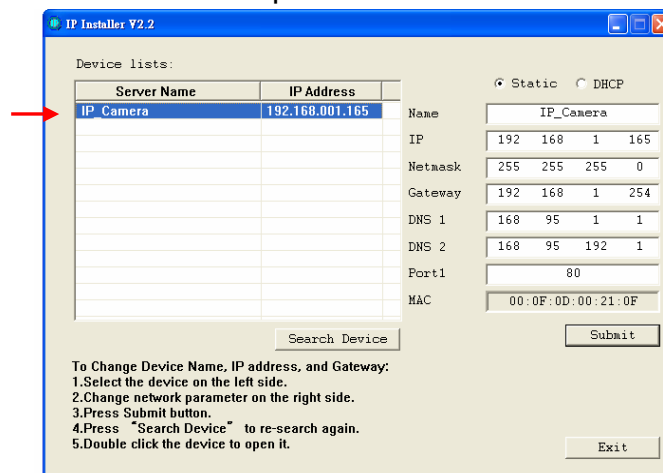 IP Installer V2.2
Device lists:
Server Name IP Address
IP_Camera 192.168.001.165
Static DHCP
Name IP_Camera
IP 192 168 1 165
Netmask 255 255 255 0
Gateway 192 168 1 254
DNS 1 168 95 1 1
DNS 2 168 95 192 1
Port1 80
MAC 00:0F:0D:00:21:0F
Search Device
Submit
To Change Device Name, IP address, and Gateway:
1.Select the device on the left side.
2.Change network parameter on the right side.
3.Press Submit button.
4.Press “Search Device” to re-search again.
5.Double click the device to open it.
Exit